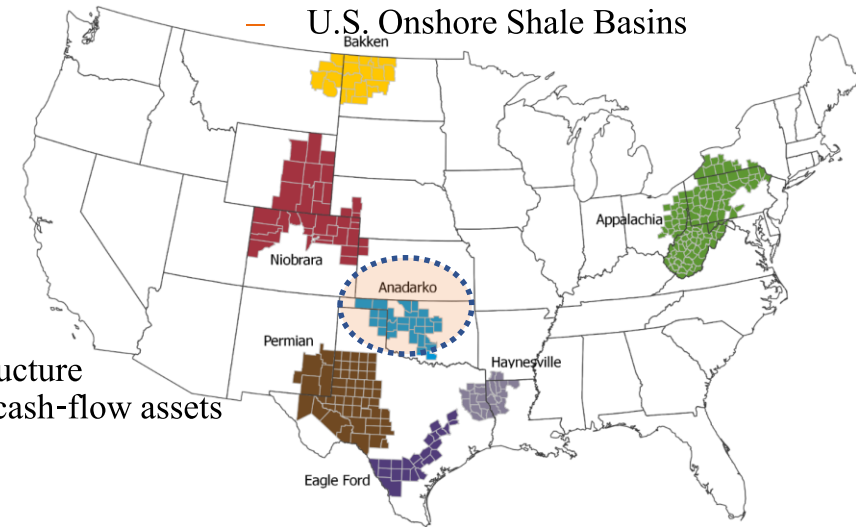 – U.S. Onshore Shale Basins
Bakken
Appalachia
Niobrara
Anadarko
Permian
Haynesville
ucture
cash-flow assets
Eagle Ford